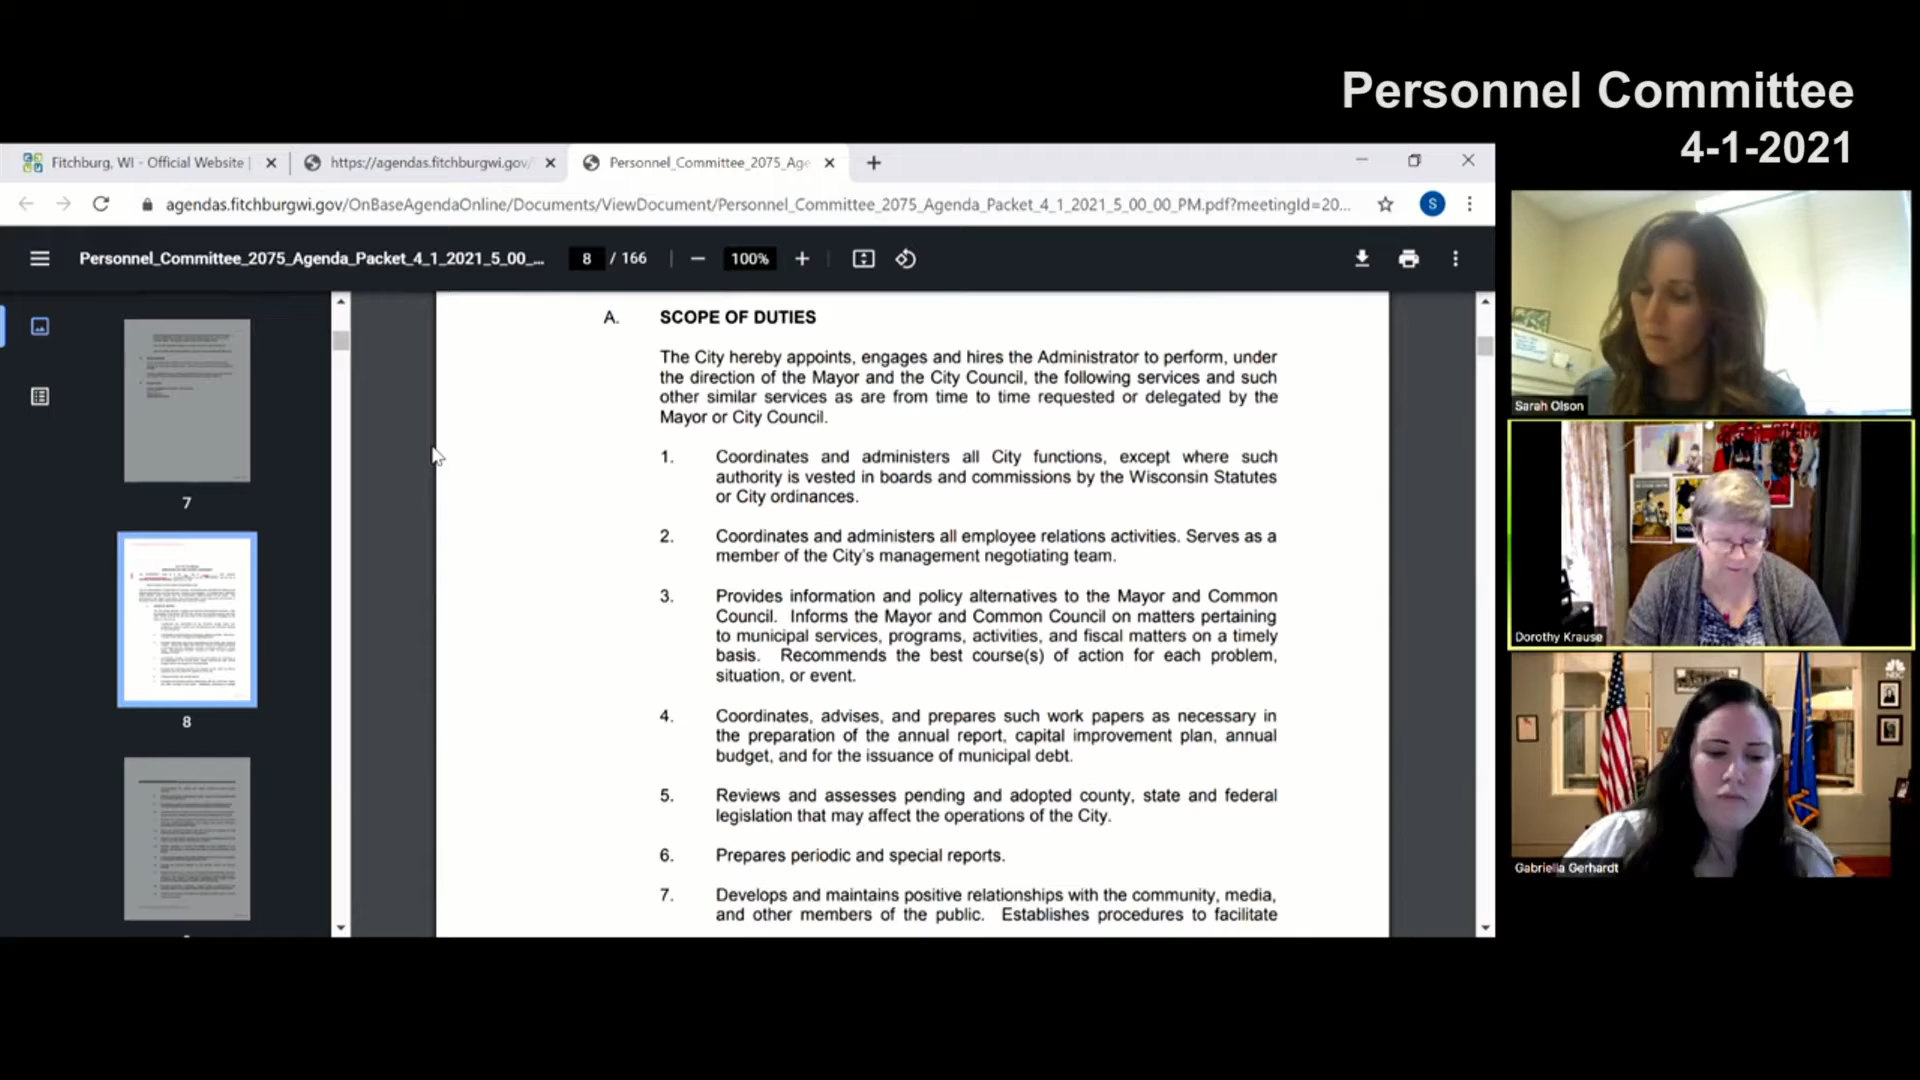 Personnel Committee
4-1-2021
Fitchburg, WI - Official Website |
https://agendas.fitchburgwi.gov/
Personnel_Committee_2075_Age
agendas.fitchburgwi.gov/OnBaseAgendaOnline/Documents/ViewDocument/Personnel_Committee_2075_Agenda_Packet_4_1_2021_5_00_00_PM.pdf?meetingId=20...
S
Personnel_Committee_2075_Agenda_Packet_4_1_2021_5_00_...
8 / 166
100%
7
8
A. SCOPE OF DUTIES
The City hereby appoints, engages and hires the Administrator to perform, under
the direction of the Mayor and the City Council, the following services and such
other similar services as are from time to time requested or delegated by the
Mayor or City Council.
1. Coordinates and administers all City functions, except where such
authority is vested in boards and commissions by the Wisconsin Statutes
or City ordinances.
2. Coordinates and administers all employee relations activities. Serves as a
member of the City's management negotiating team.
3. Provides information and policy alternatives to the Mayor and Common
Council. Informs the Mayor and Common Council on matters pertaining
to municipal services, programs, activities, and fiscal matters on a timely
basis. Recommends the best course(s) of action for each problem,
situation, or event.
4. Coordinates, advises, and prepares such work papers as necessary in
the preparation of the annual report, capital improvement plan, annual
budget, and for the issuance of municipal debt.
5. Reviews and assesses pending and adopted county, state and federal
legislation that may affect the operations of the City.
6. Prepares periodic and special reports.
7. Develops and maintains positive relationships with the community, media,
and other members of the public. Establishes procedures to facilitate
Sarah Olson
Dorothy Krause
NBC
Gabriella Gerhardt